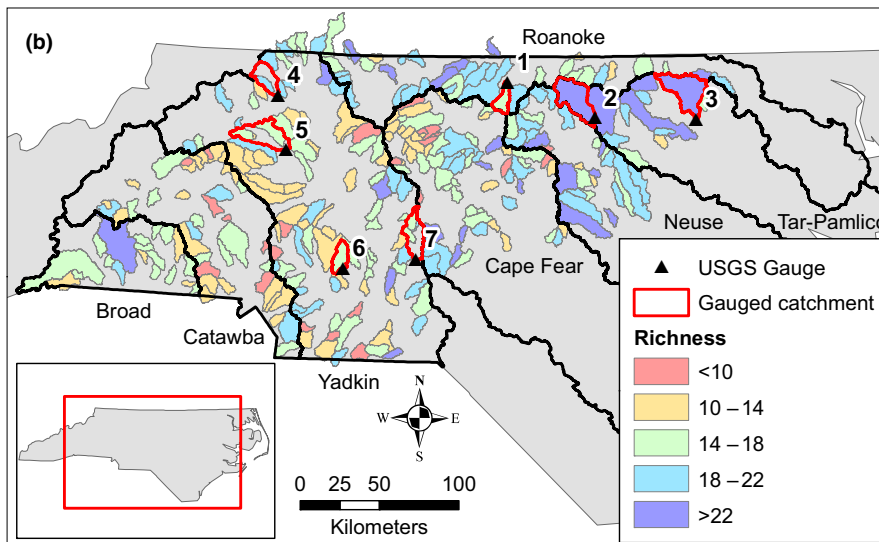 (b)
Roanoke
1
2
3
4
5
6
7
Neuse
Tar-Pamlico
Cape Fear
Broad
Catawba
Yadkin
N
W E
S
0 25 50 100
Kilometers
USGS Gauge
Gauged catchment
Richness
<10
10 – 14
14 – 18
18 – 22
>22